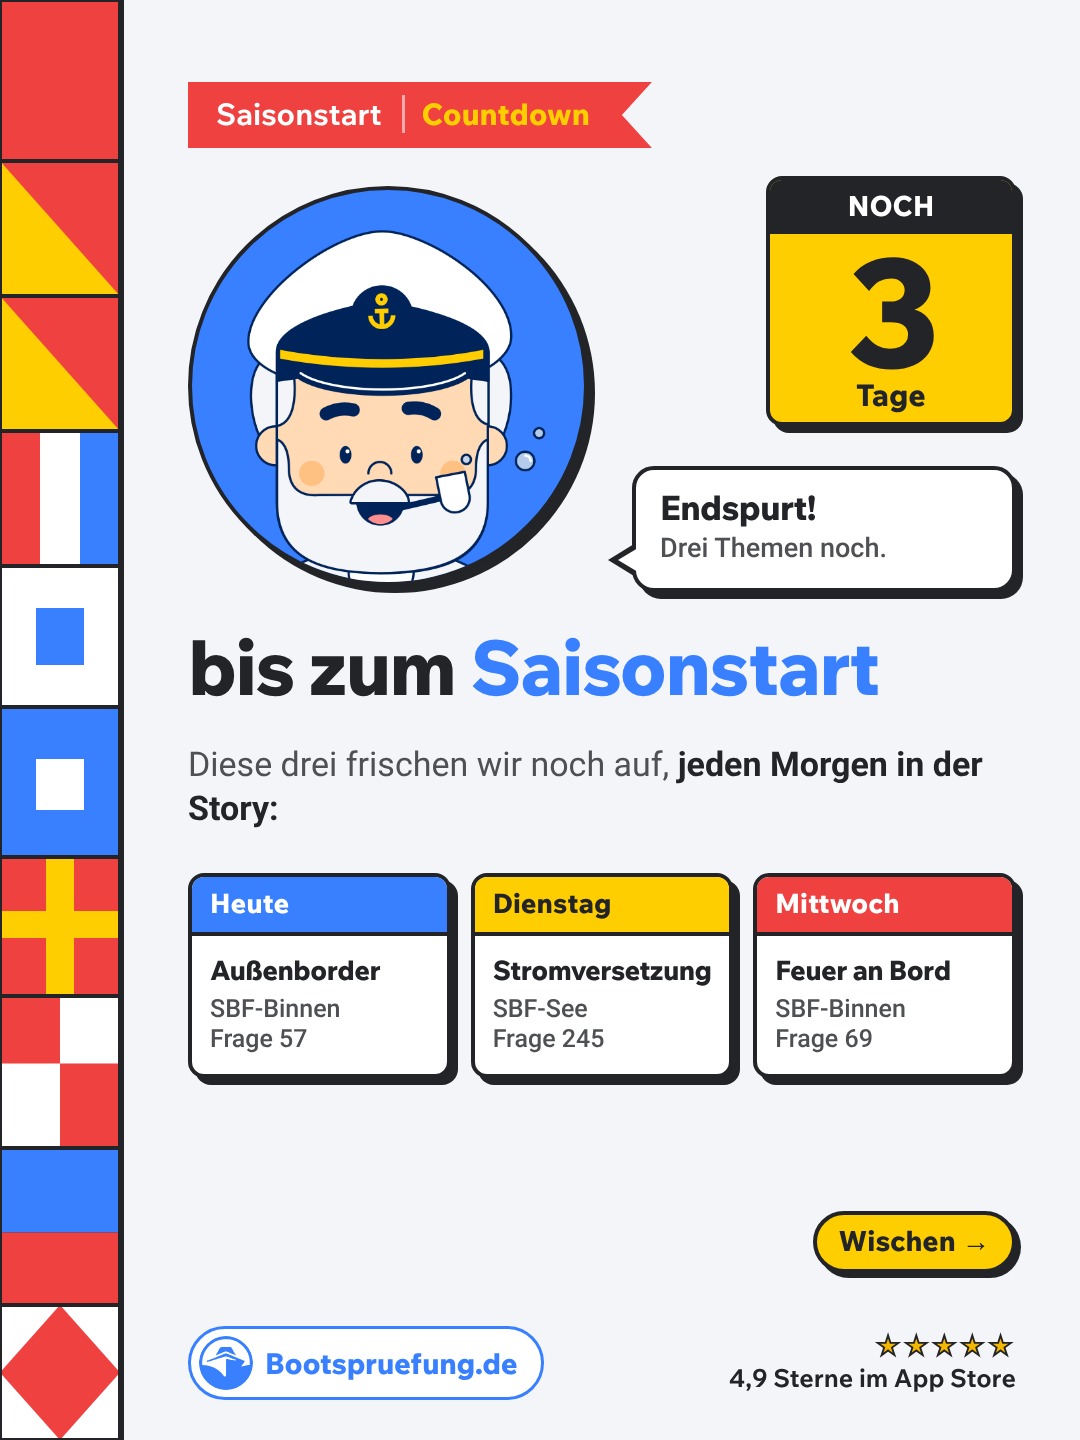 Saisonstart | Countdown
NOCH
3
Tage
Endspurt!
Drei Themen noch.
bis zum Saisonstart
Diese drei frischen wir noch auf, jeden Morgen in der
Story:
Heute
Außenborder
SBF-Binnen
Frage 57
Dienstag
Stromversetzung
SBF-See
Frage 245
Mittwoch
Feuer an Bord
SBF-Binnen
Frage 69
Wischen →
Bootspruefung.de
★★★★★
4,9 Sterne im App Store